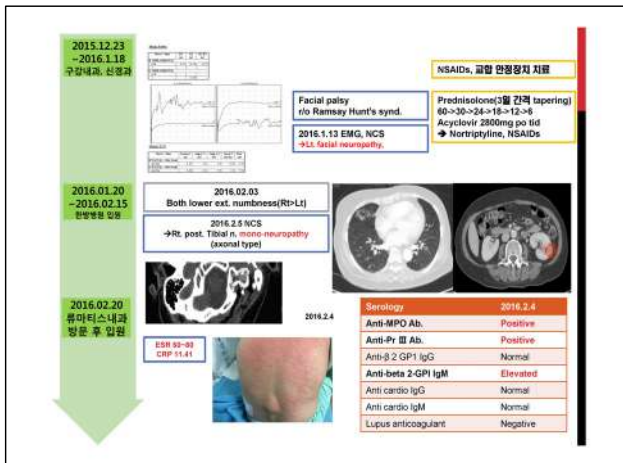 2015.12.23
~2016.1.18
구강내과, 신경과
NSAIDs, 교합 안정장치 치료
Facial palsy
r/o Ramsay Hunt's synd.
2016.1.13 EMG, NCS
→Lt. facial neuropathy,
Prednisolone(3일 간격 tapering)
60->30->24->18->12->6
Acyclovir 2800mg po tid
➔ Nortriptyline, NSAIDs
2016.01.20
~2016.02.15
한방병원 입원
2016.02.03
Both lower ext. numbness(Rt>Lt)
2016.2.5 NCS
→Rt. post. Tibial n. mono-neuropathy
(axonal type)
2016.02.20
류마티스내과
방문 후 입원
2016.2.4
ESR 50~60
CRP 11.41
Serology 2016.2.4
Anti-MPO Ab. Positive
Anti-Pr Ⅲ Ab. Positive
Anti-β 2 GP1 IgG Normal
Anti-beta 2-GPI IgM Elevated
Anti cardio IgG Normal
Anti cardio IgM Normal
Lupus anticoagulant Negative